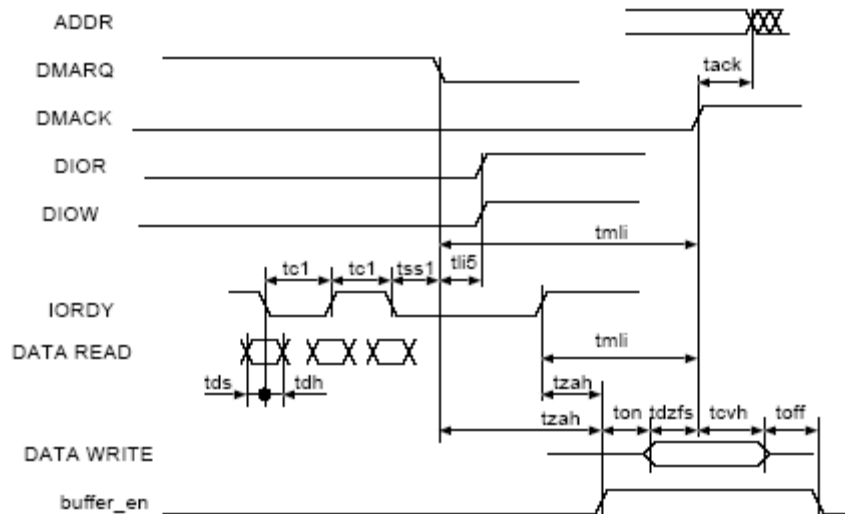 ADDR
DMARQ
tack
DMACK
DIOR
DIOW
tmli
tc1 tc1 tss1 tli5
IORDY
DATA READ
tmli
tds tdh
tzah
tzah ton tdzfs tcvh toff
DATA WRITE
buffer_en